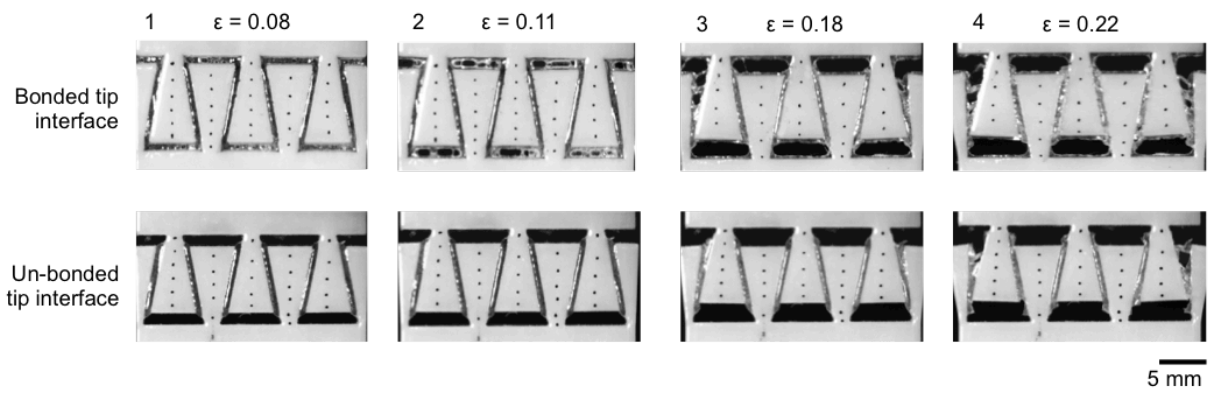 1 ε = 0.08
2 ε = 0.11
3 ε = 0.18
4 ε = 0.22
Bonded tip
interface
Un-bonded
tip interface
5 mm